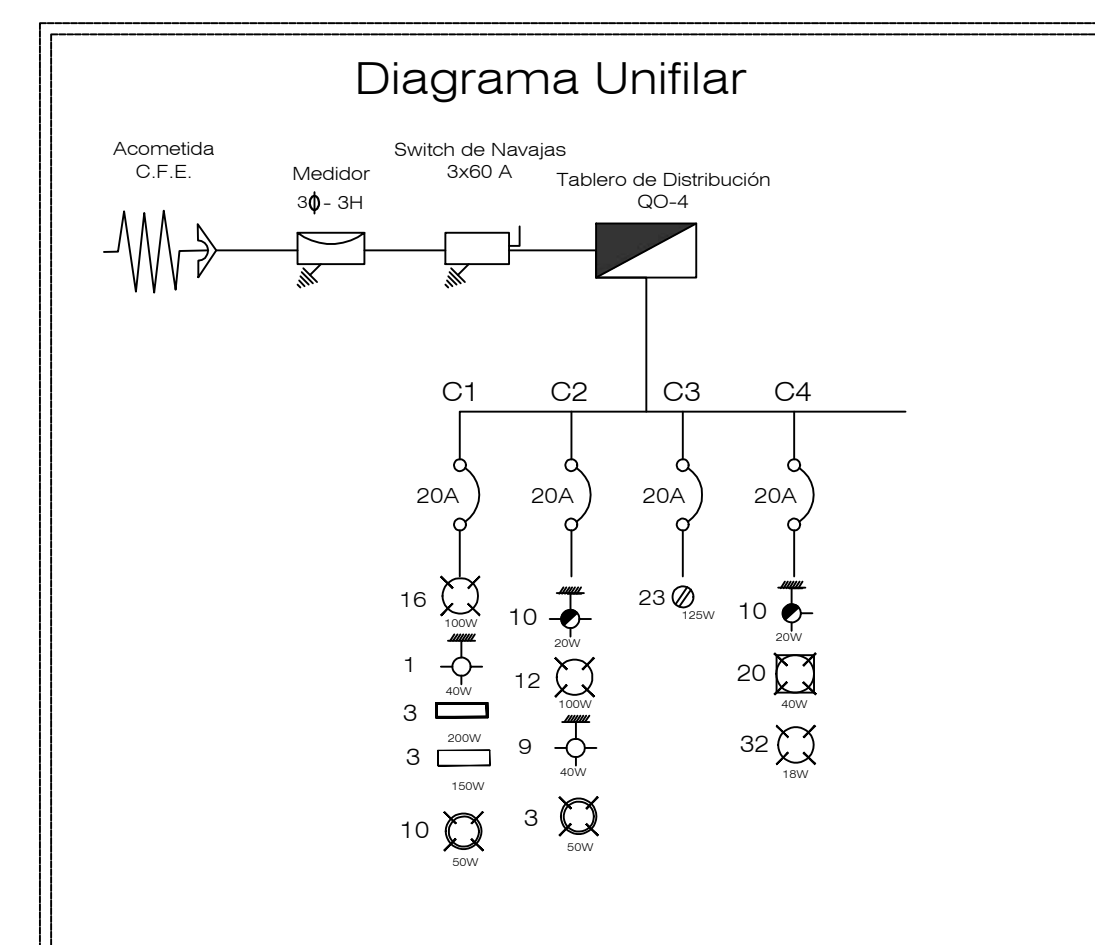 Diagrama Unifilar
Acometida
C.F.E.
Medidor
3ϕ - 3H
Switch de Navajas
3x60 A
Tablero de Distribución
QO-4
C1
C2
C3
C4
20A
20A
20A
20A
16
100W
1
40W
3
200W
3
150W
10
50W
10
20W
12
100W
9
40W
3
50W
23
125W
10
20W
20
40W
32
18W